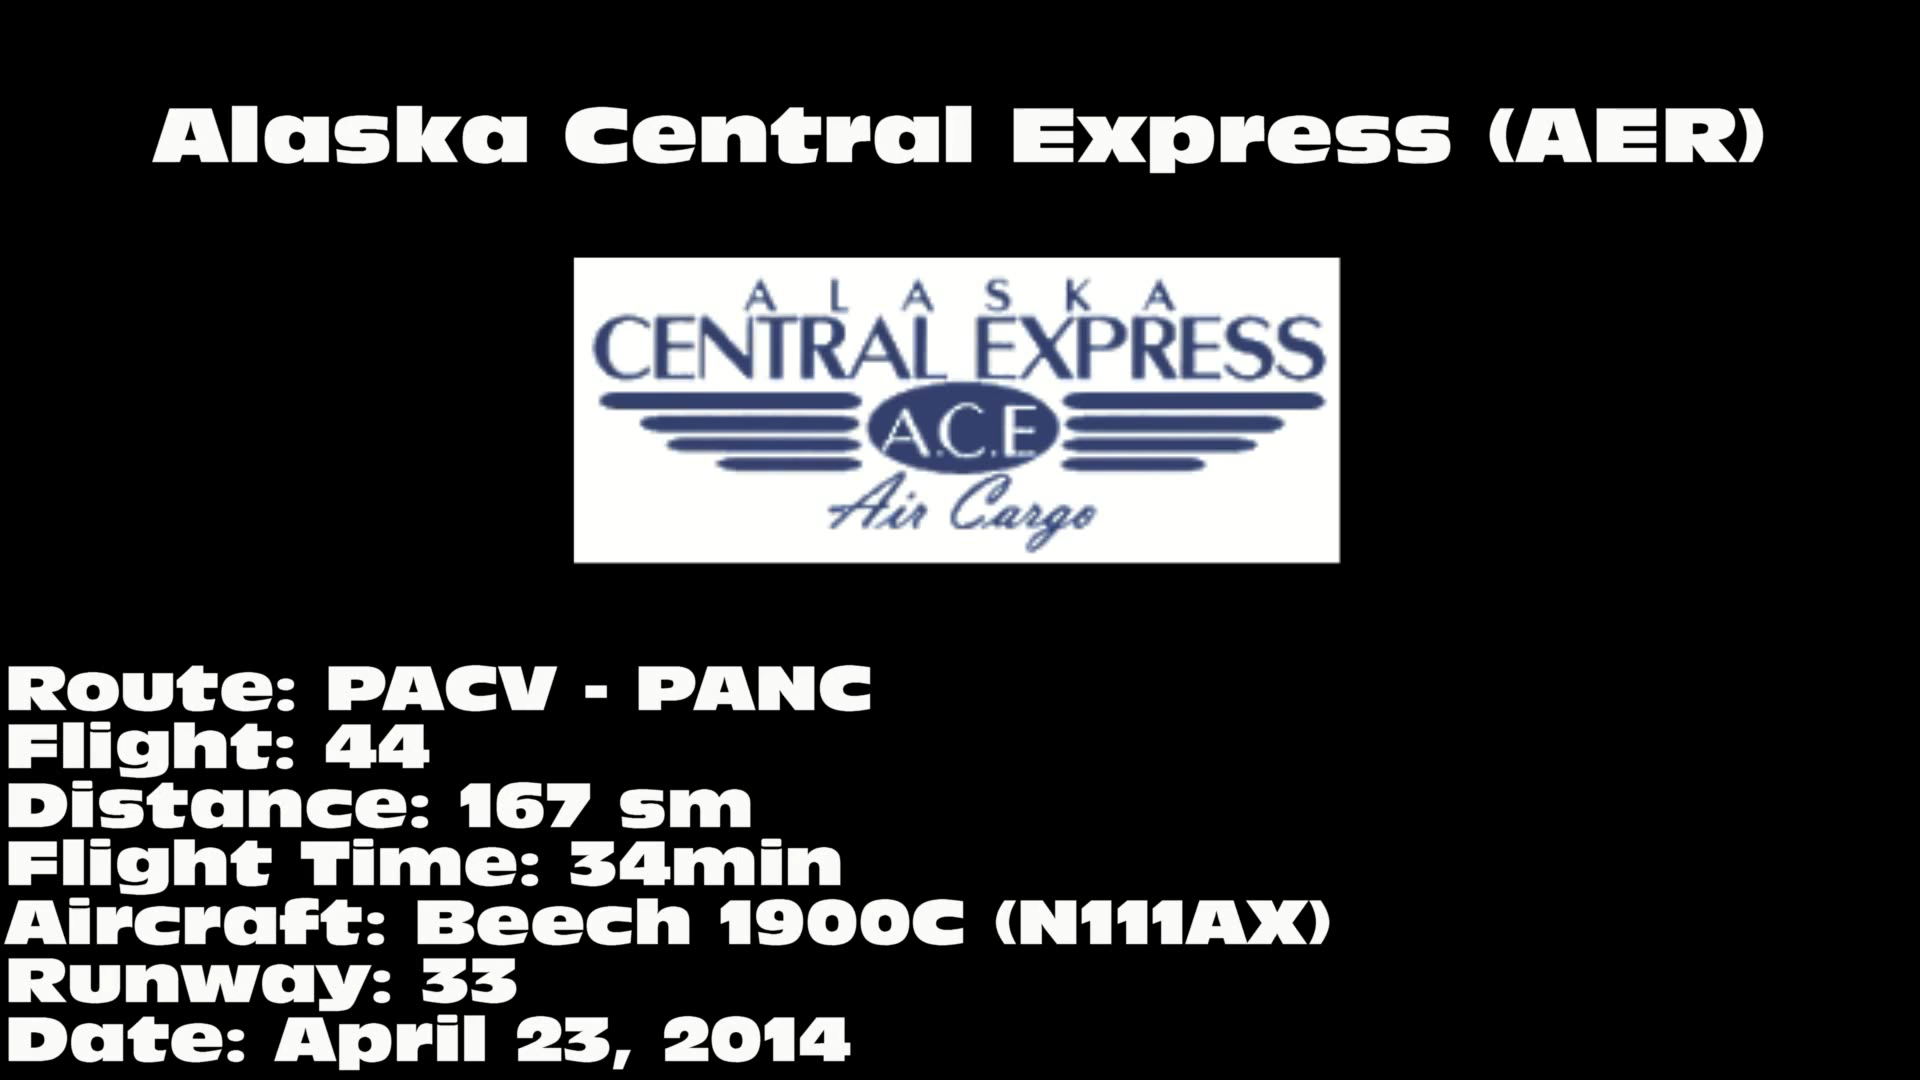 Alaska Central Express (AER)
ALASKA
CENTRAL EXPRESS
A.C.E
Air Cargo
Route: PACV - PANC
Flight: 44
Distance: 167 sm
Flight Time: 34min
Aircraft: Beech 1900C (N111AX)
Runway: 33
Date: April 23, 2014